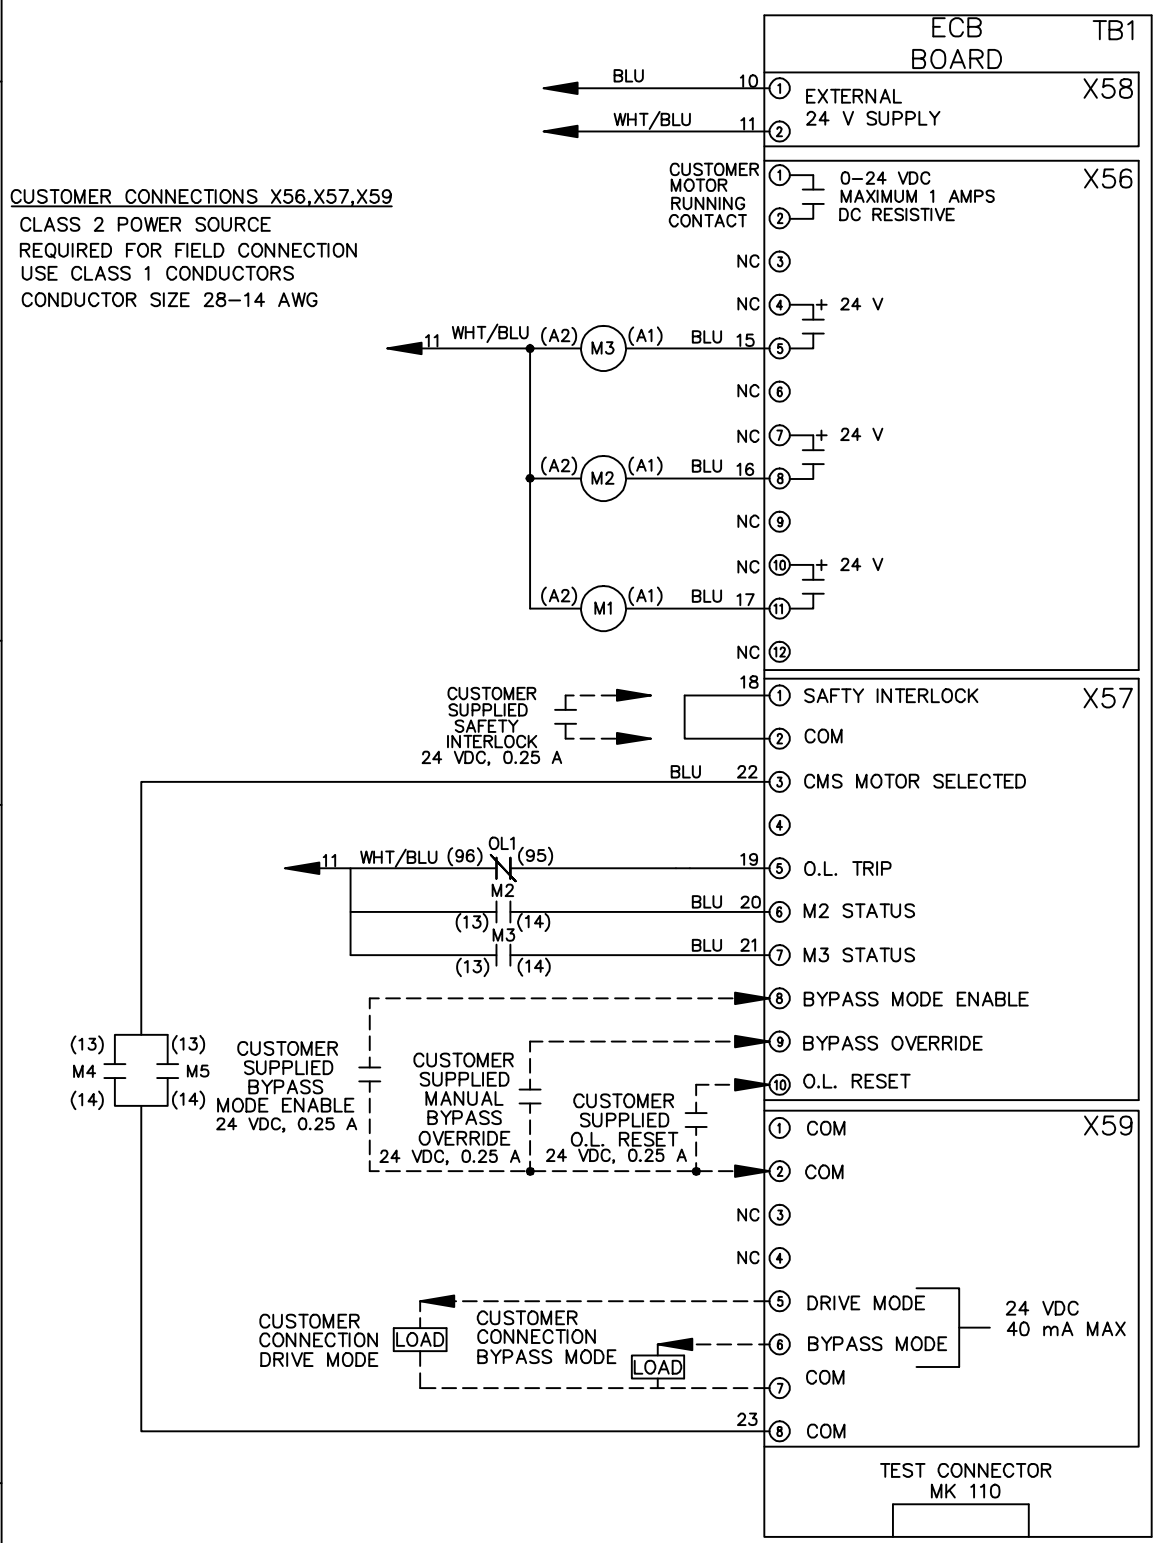 ECB TB1
BOARD
BLU 10 1 EXTERNAL X58
WHT/BLU 11 2 24 V SUPPLY
CUSTOMER 1 0-24 VDC X56
MOTOR MAXIMUM 1 AMPS
RUNNING DC RESISTIVE
CONTACT 2
CUSTOMER CONNECTIONS X56,X57,X59
CLASS 2 POWER SOURCE
REQUIRED FOR FIELD CONNECTION
USE CLASS 1 CONDUCTORS
CONDUCTOR SIZE 28-14 AWG
NC 3
NC 4 + 24 V
11 WHT/BLU (A2) M3 (A1) BLU 15 5
NC 6
NC 7 + 24 V
(A2) M2 (A1) BLU 16 8
NC 9
NC 10 + 24 V
(A2) M1 (A1) BLU 17 11
NC 12
18 1 SAFTY INTERLOCK X57
CUSTOMER
SUPPLIED
SAFETY
INTERLOCK
24 VDC, 0.25 A
2 COM
BLU 22 3 CMS MOTOR SELECTED
4
11 WHT/BLU (96) OL1 (95) 19 5 O.L. TRIP
M2
(13) (14) BLU 20 6 M2 STATUS
M3
(13) (14) BLU 21 7 M3 STATUS
8 BYPASS MODE ENABLE
9 BYPASS OVERRIDE
10 O.L. RESET
(13) (13)
M4 M5
(14) (14)
CUSTOMER
SUPPLIED
BYPASS
MODE ENABLE
24 VDC, 0.25 A
CUSTOMER
SUPPLIED
MANUAL
BYPASS
OVERRIDE
24 VDC, 0.25 A
CUSTOMER
SUPPLIED
O.L. RESET
24 VDC, 0.25 A
1 COM X59
2 COM
NC 3
NC 4
5 DRIVE MODE
6 BYPASS MODE
24 VDC
40 mA MAX
CUSTOMER
CONNECTION
DRIVE MODE
LOAD
CUSTOMER
CONNECTION
BYPASS MODE
LOAD
7 COM
23 8 COM
TEST CONNECTOR
MK 110